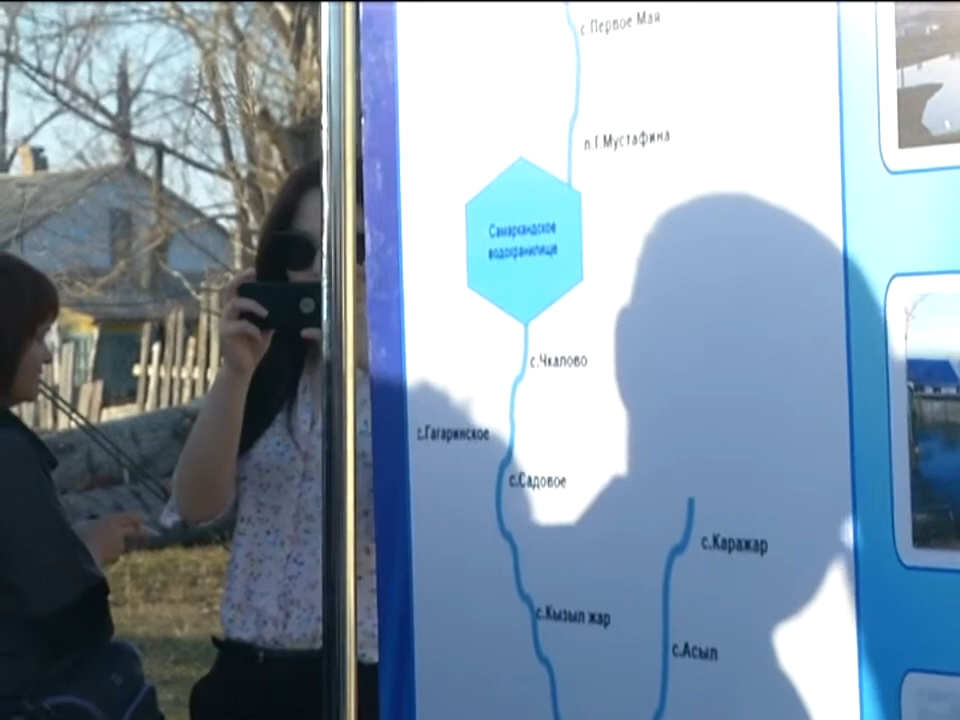 с.Первое Мая
п.Г.Мустафина
Самаркандское
водохранилище
с.Чкалово
с.Гагаринское
с.Садовое
с.Каражар
с.Кызыл жар
с.Асыл